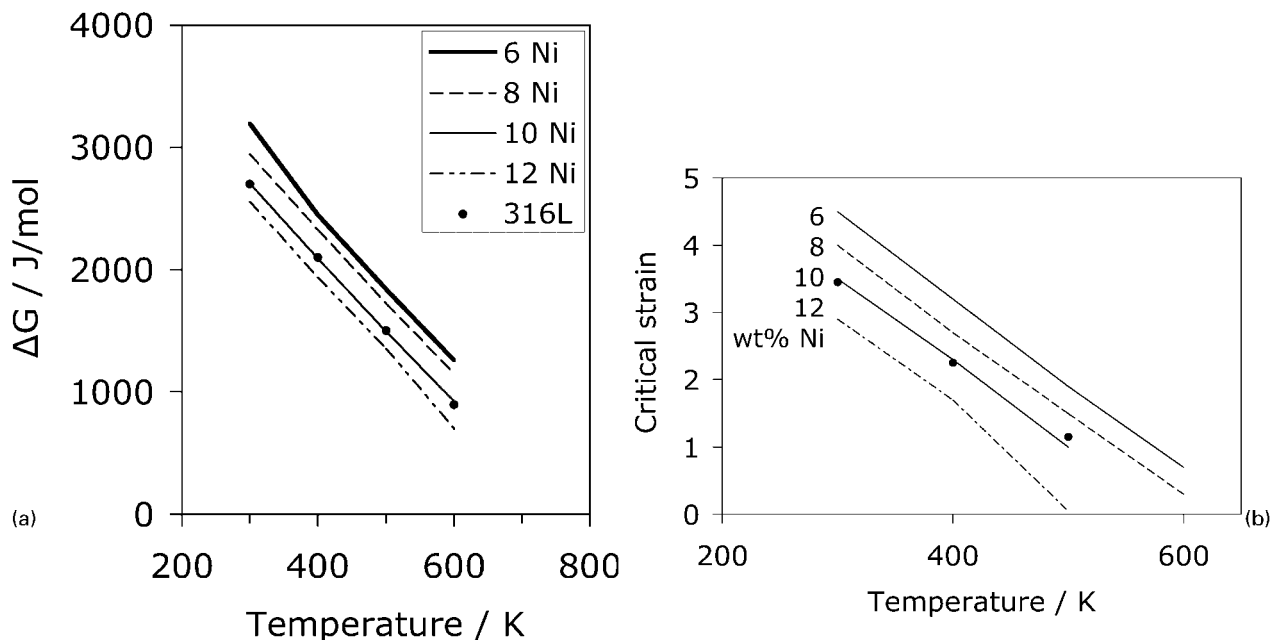 4000
3000
2000
1000
0
ΔG / J/mol
6 Ni
8 Ni
10 Ni
12 Ni
316L
(a)
200 400 600 800
Temperature / K
5
4
3
2
1
0
Critical strain
6
8
10
12
wt% Ni
(b)
200 400 600
Temperature / K